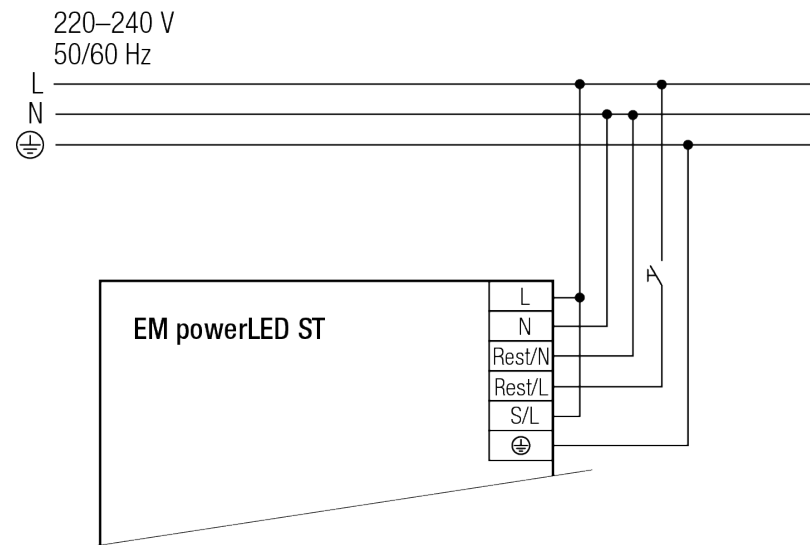 220–240 V
50/60 Hz
L
N
EM powerLED ST
L
N
Rest/N
Rest/L
S/L